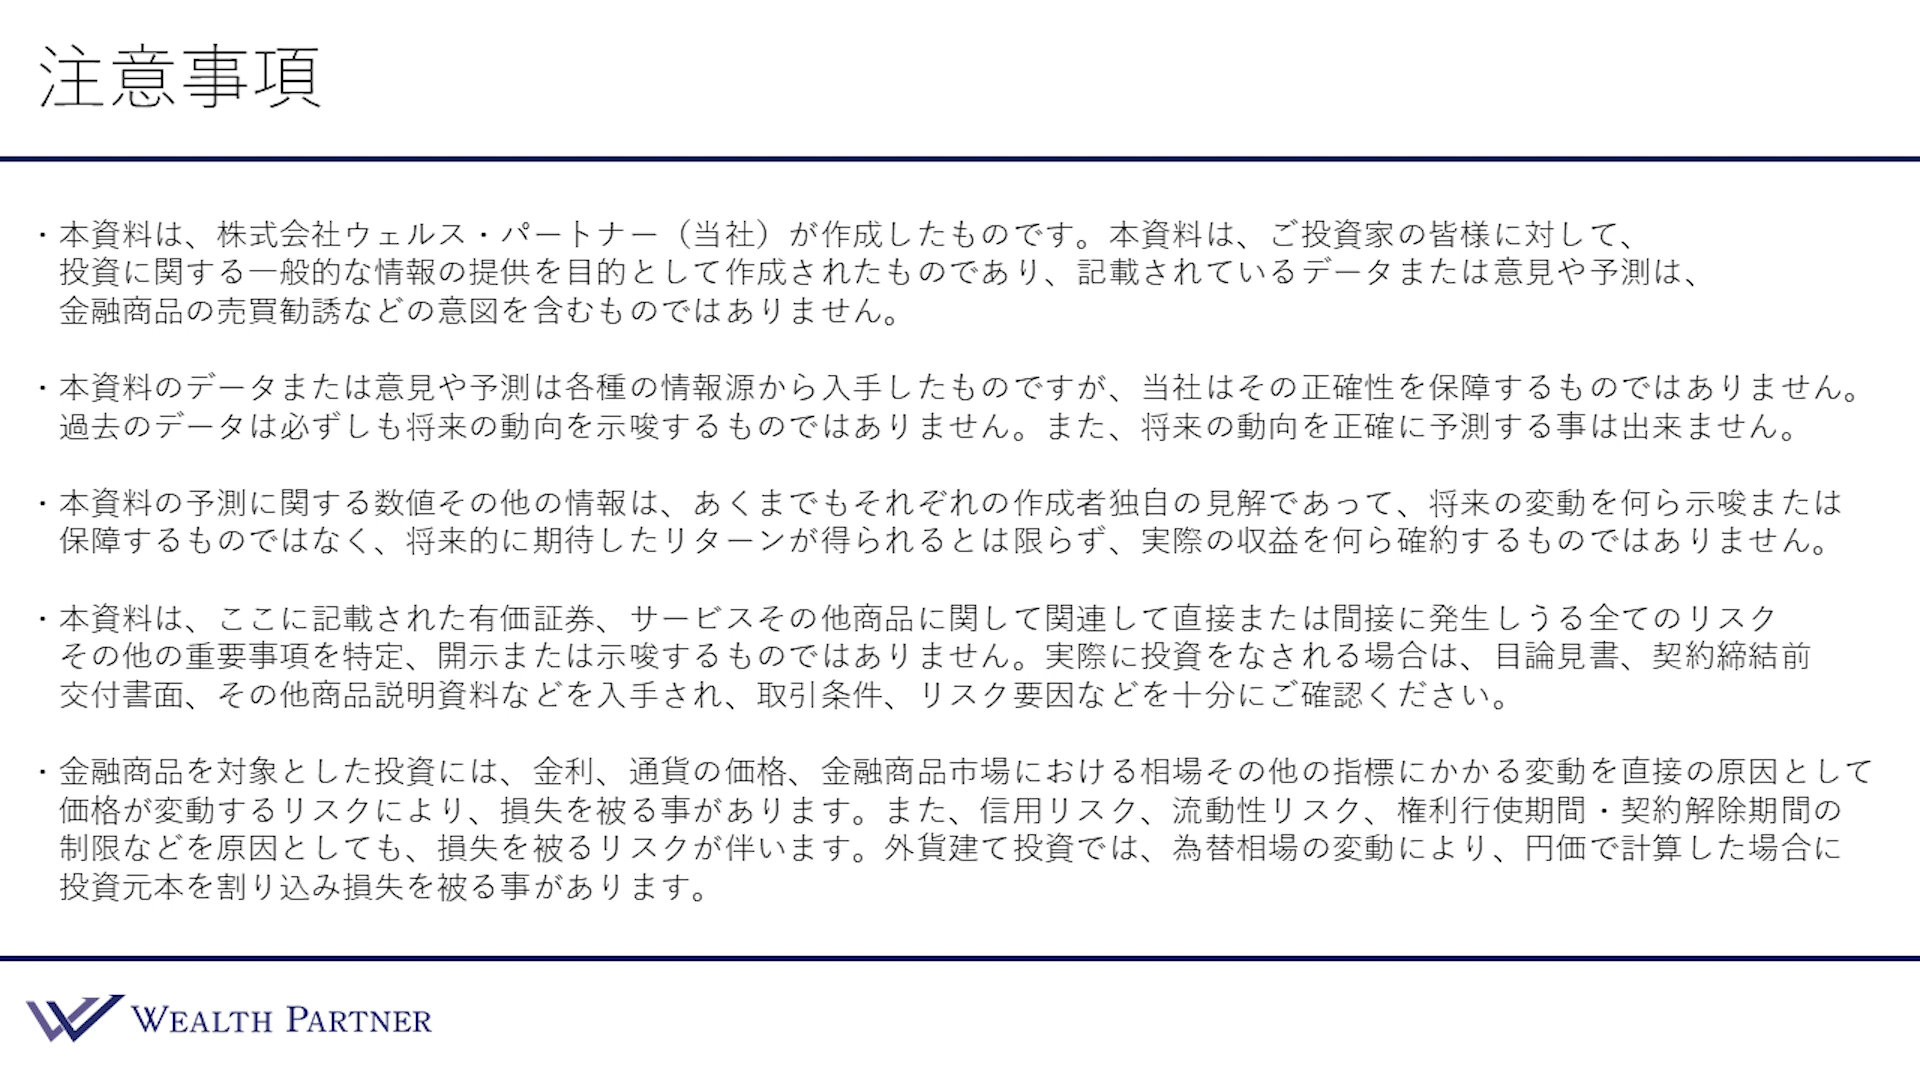 注意事項
・本資料は、株式会社ウェルス・パートナー（当社）が作成したものです。本資料は、ご投資家の皆様に対して、
投資に関する一般的な情報の提供を目的として作成されたものであり、記載されているデータまたは意見や予測は、
金融商品の売買勧誘などの意図を含むものではありません。
・本資料のデータまたは意見や予測は各種の情報源から入手したものですが、当社はその正確性を保障するものではありません。
過去のデータは必ずしも将来の動向を示唆するものではありません。また、将来の動向を正確に予測する事は出来ません。
・本資料の予測に関する数値その他の情報は、あくまでもそれぞれの作成者独自の見解であって、将来の変動を何ら示唆または
保障するものではなく、将来的に期待したリターンが得られるとは限らず、実際の収益を何ら確約するものではありません。
・本資料は、ここに記載された有価証券、サービスその他商品に関して関連して直接または間接に発生しうる全てのリスク
その他の重要事項を特定、開示または示唆するものではありません。実際に投資をなされる場合は、目論見書、契約締結前
交付書面、その他商品説明資料などを入手され、取引条件、リスク要因などを十分にご確認ください。
・金融商品を対象とした投資には、金利、通貨の価格、金融商品市場における相場その他の指標にかかる変動を直接の原因として
価格が変動するリスクにより、損失を被る事があります。また、信用リスク、流動性リスク、権利行使期間・契約解除期間の
制限などを原因としても、損失を被るリスクが伴います。外貨建て投資では、為替相場の変動により、円価で計算した場合に
投資元本を割り込み損失を被る事があります。
WEALTH PARTNER